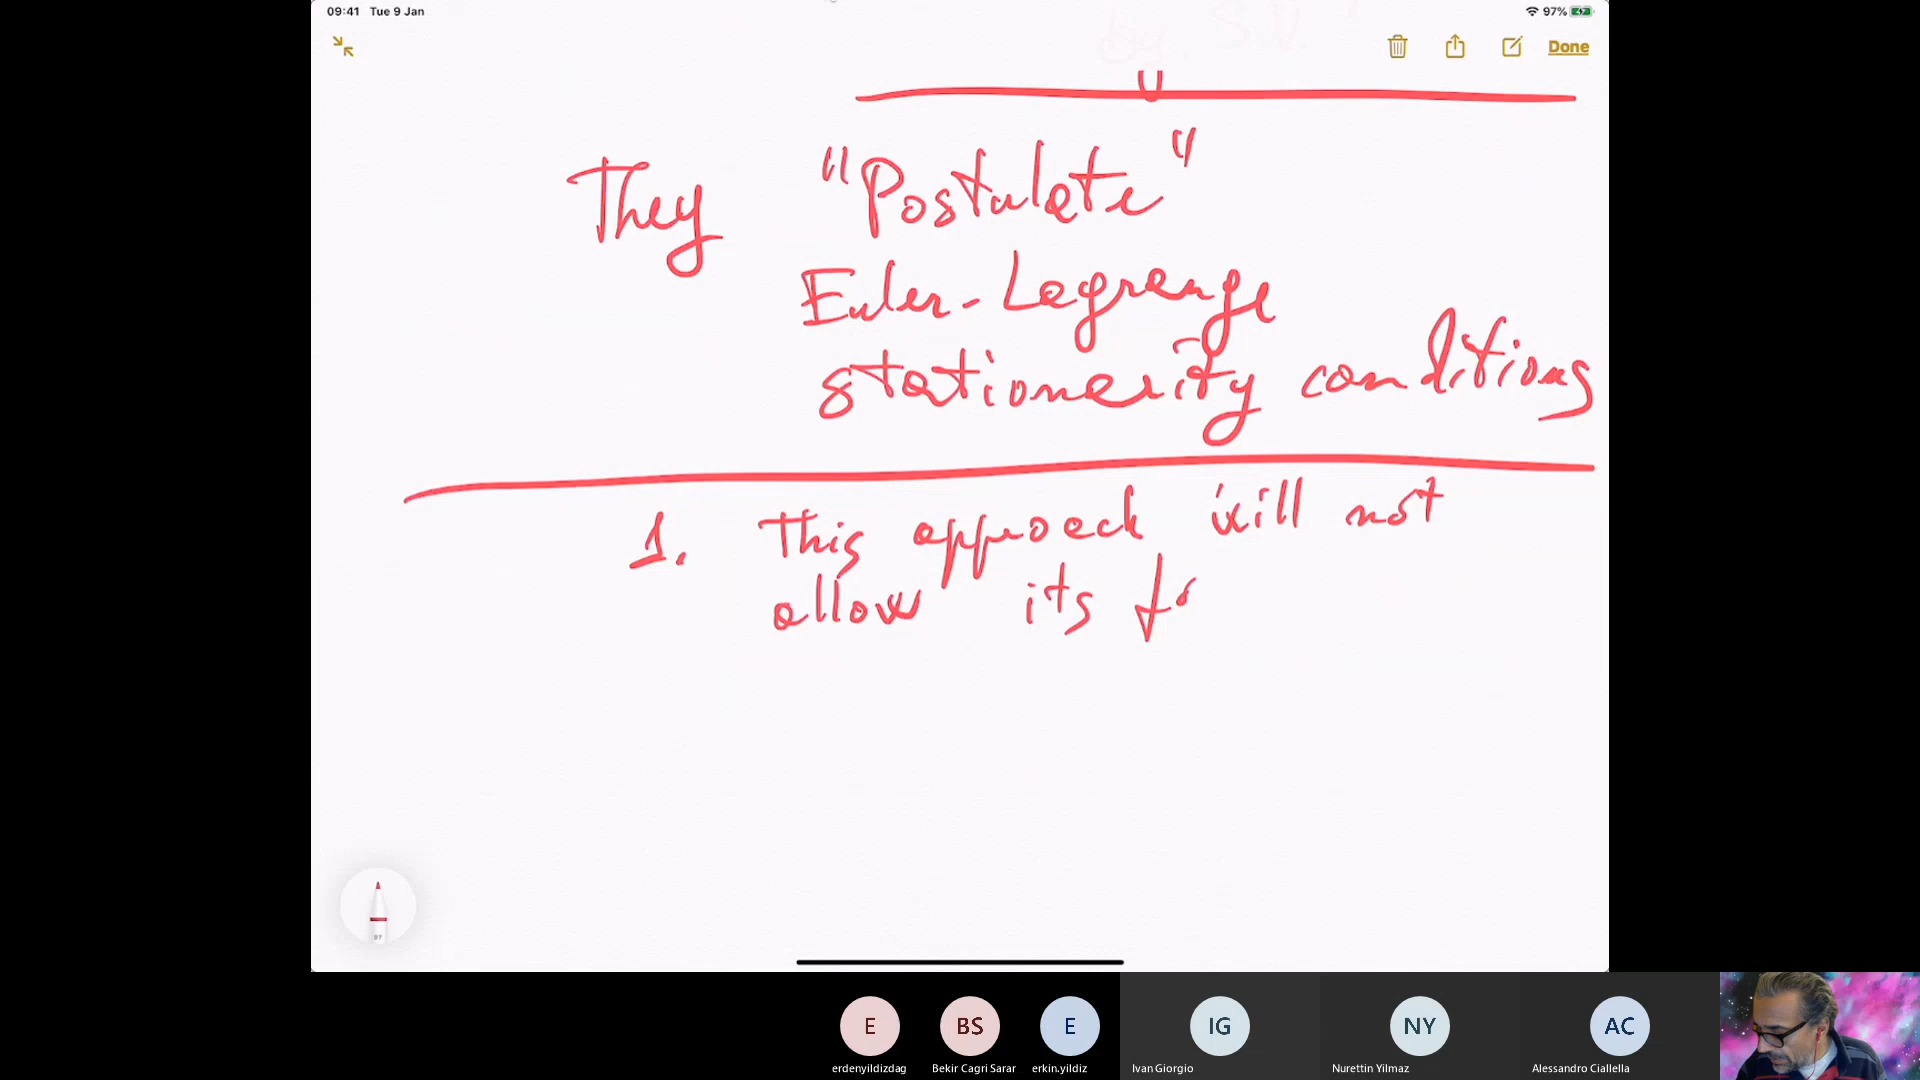 09:41 Tue 9 Jan
97%
Done
They "Postulate"
Euler-Lagrange
stationarity conditions
1. This approach will not
allow its fo
E BS E IG NY AC
erdenyildizdag Bekir Cagri Sarar erkin.yildiz Ivan Giorgio Nurettin Yilmaz Alessandro Ciallella